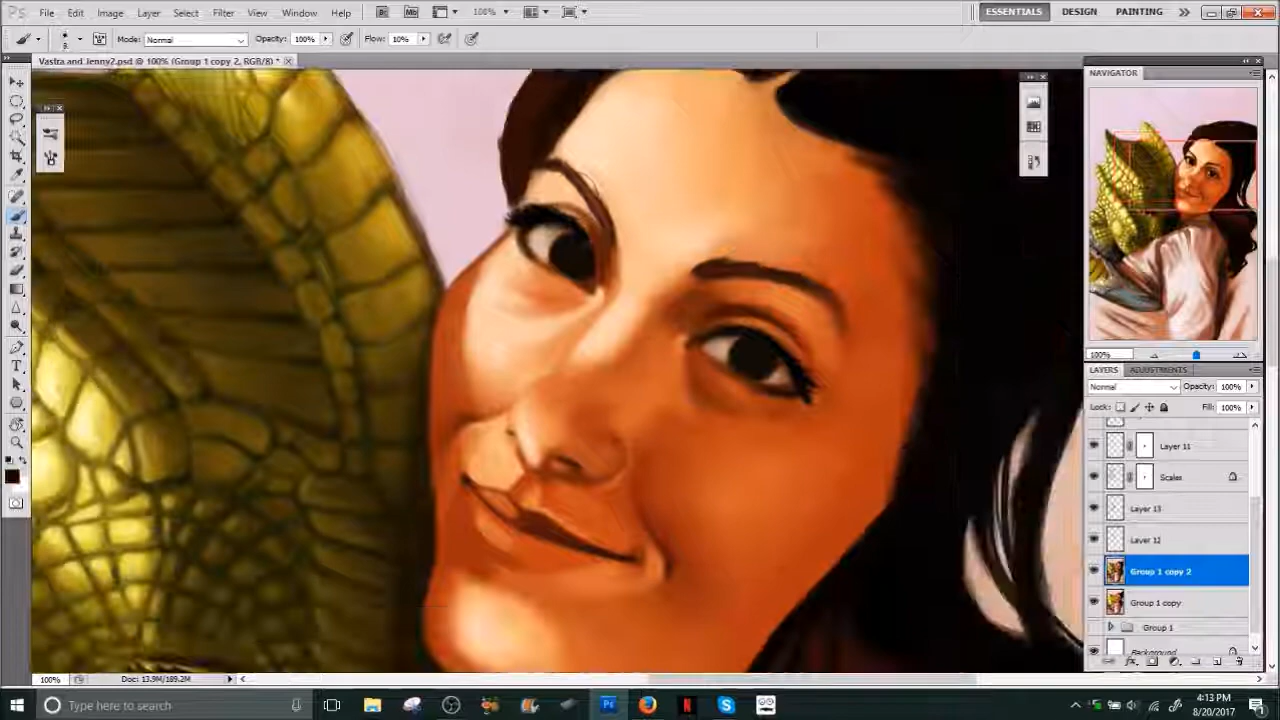 Ps File Edit Image Layer Select Filter View Window Help Br Mb 100% ESSENTIALS DESIGN PAINTING
Mode: Normal Opacity: 100% Flow: 10%
Vastra and Jenny2.psd @ 100% (Group 1 copy 2, RGB/8) *
NAVIGATOR
100%
LAYERS ADJUSTMENTS
Normal Opacity: 100%
Lock: Fill: 100%
Layer 11
Scales
Layer 13
Layer 12
Group 1 copy 2
Group 1 copy
Group 1
Background
100% Doc: 13.9M/189.2M
Type here to search
4:13 PM
8/20/2017